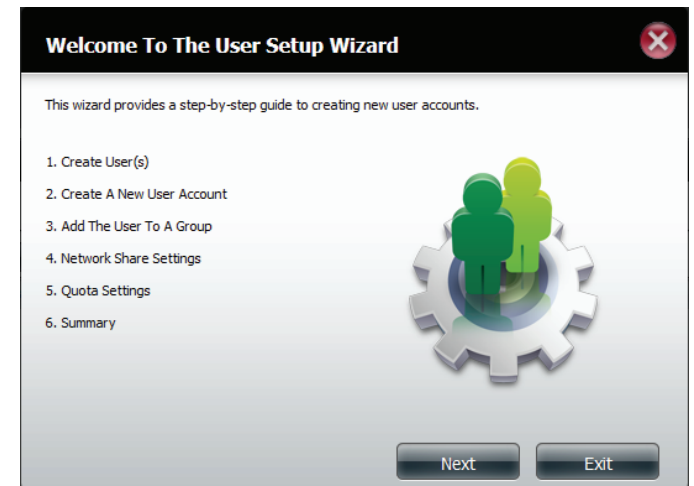 Welcome To The User Setup Wizard
This wizard provides a step-by-step guide to creating new user accounts.
1. Create User(s)
2. Create A New User Account
3. Add The User To A Group
4. Network Share Settings
5. Quota Settings
6. Summary
Next Exit